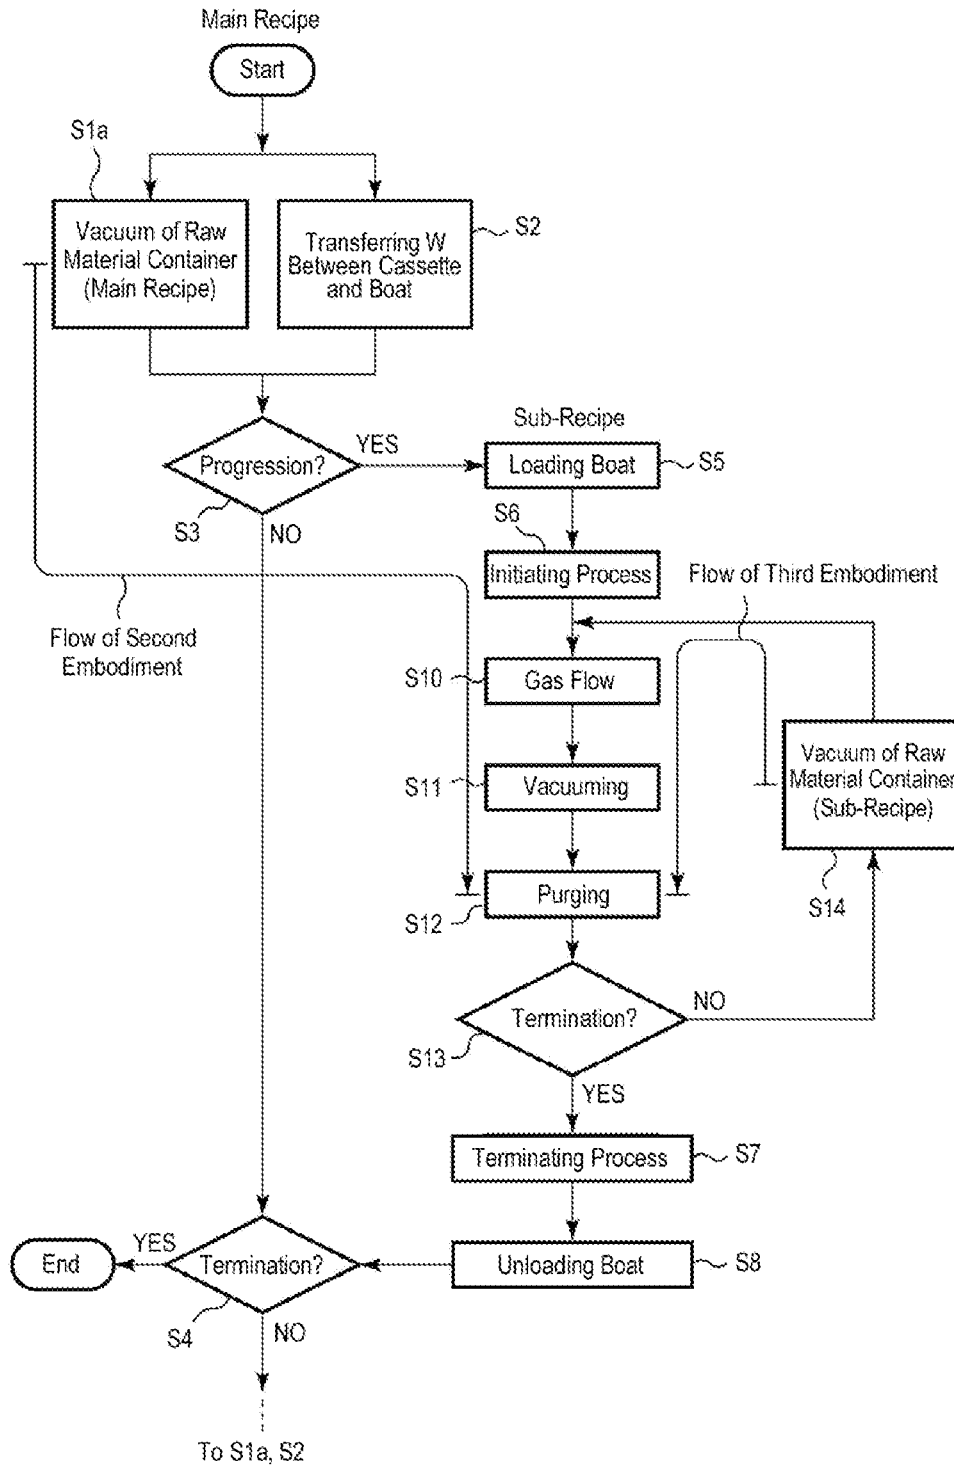 Main Recipe
Start
S1a
Vacuum of Raw
Material Container
(Main Recipe)
Transferring W
Between Cassette
and Boat
S2
Progression?
YES
S3
NO
Sub-Recipe
Loading Boat
S5
S6
Initiating Process
Flow of Second
Embodiment
Flow of Third Embodiment
S10
Gas Flow
S11
Vacuuming
Vacuum of Raw
Material Container
(Sub-Recipe)
S14
Purging
S12
Termination?
NO
S13
YES
Terminating Process
S7
Unloading Boat
S8
End
YES
Termination?
S4
NO
To S1a, S2